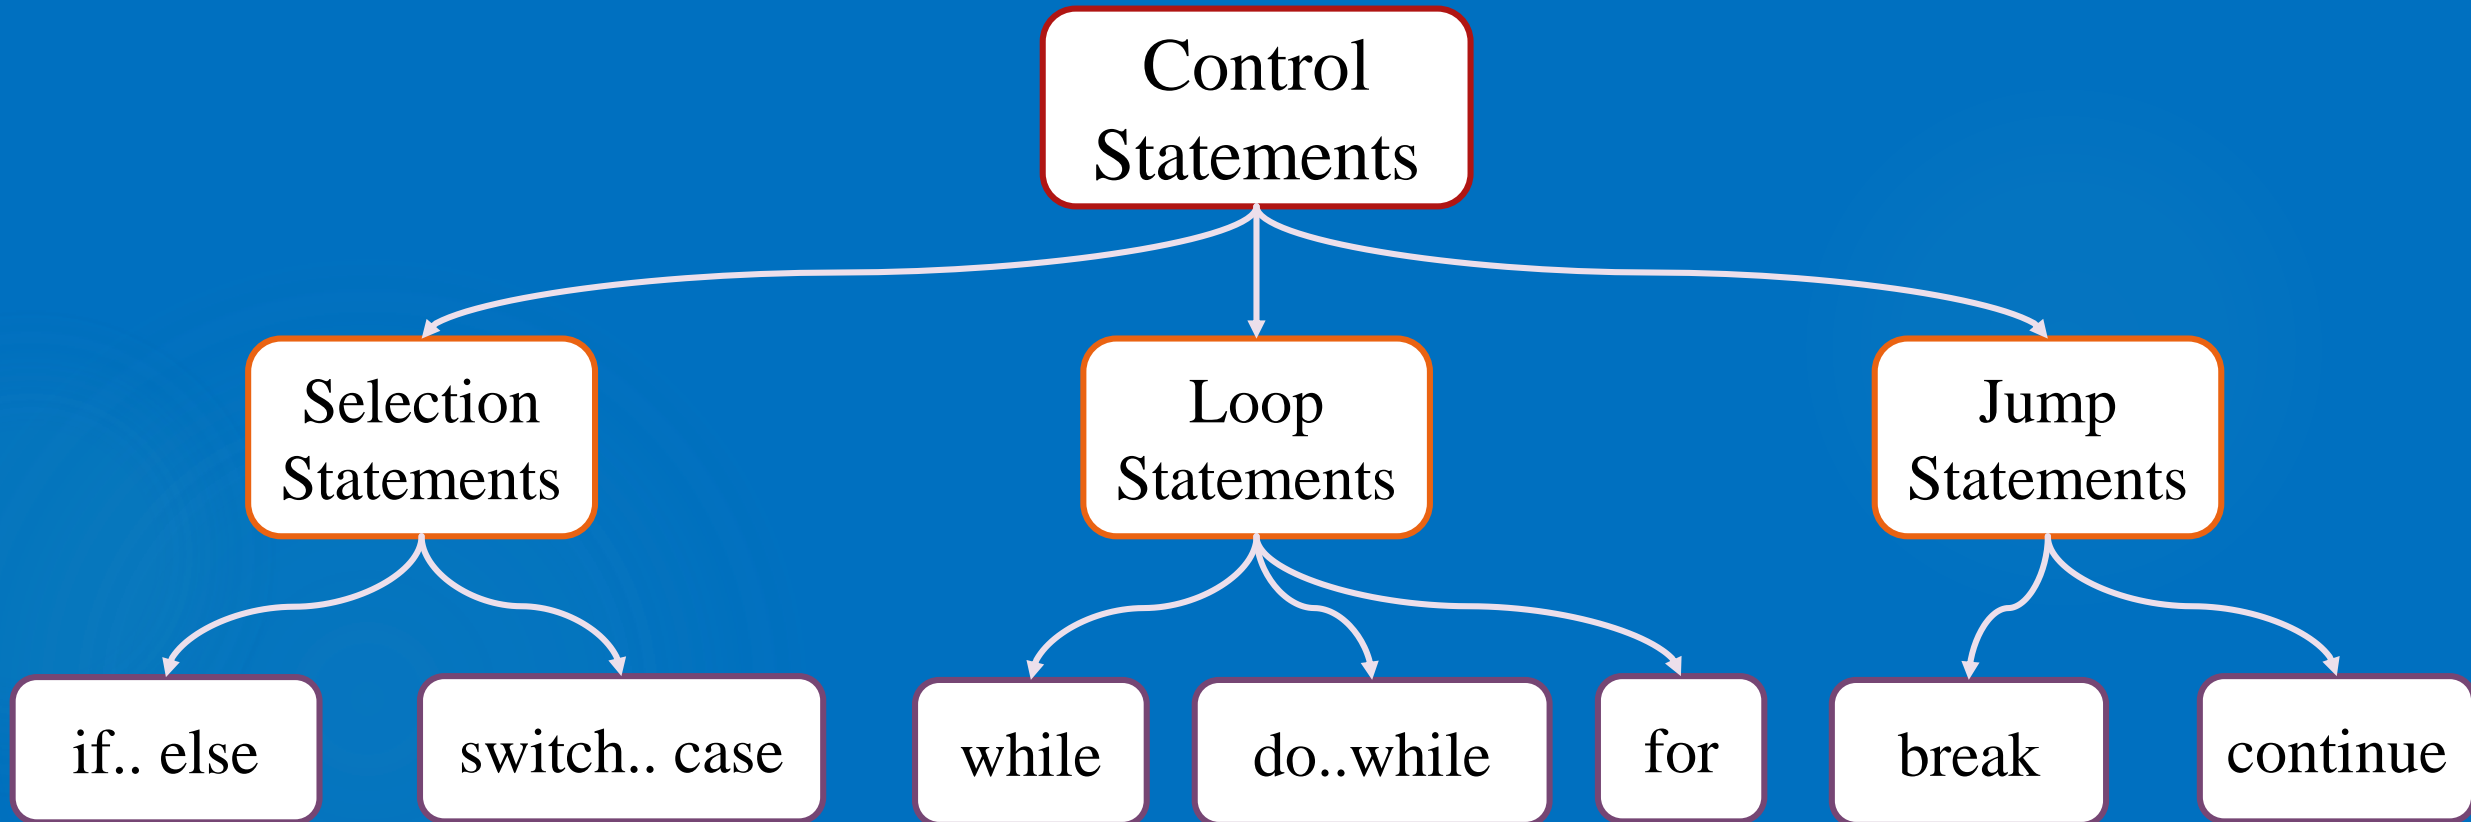 Control
Statements
Selection
Statements
Loop
Statements
Jump
Statements
if.. else
switch.. case
while
do..while
for
break
continue